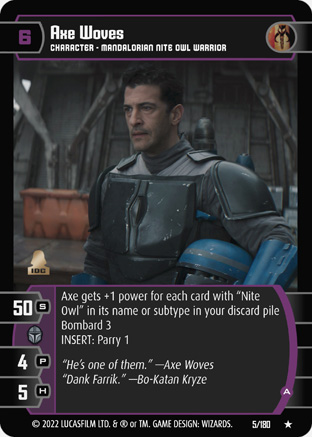 6
Axe Woves
CHARACTER - MANDALORIAN NITE OWL WARRIOR
IDC
50 S
4 P
5 H
Axe gets +1 power for each card with “Nite
Owl” in its name or subtype in your discard pile
Bombard 3
INSERT: Parry 1
“He’s one of them.” —Axe Woves
“Dank Farrik.” —Bo-Katan Kryze
A
© 2022 LUCASFILM LTD. & ® or TM. GAME DESIGN: WIZARDS. 5/180 ★